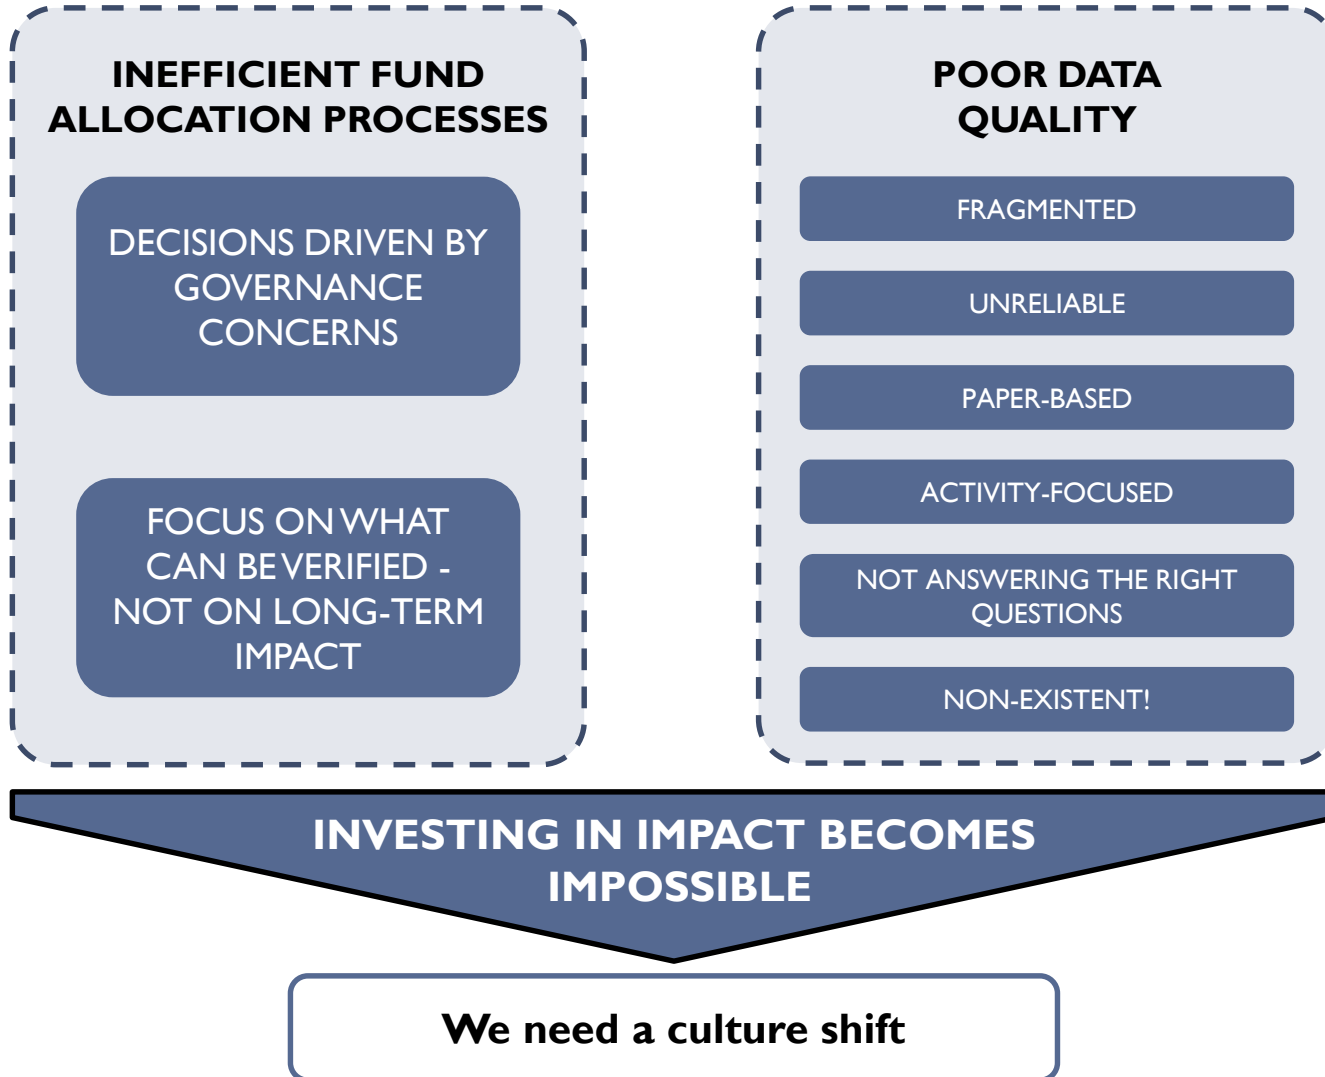 INEFFICIENT FUND
ALLOCATION PROCESSES
DECISIONS DRIVEN BY
GOVERNANCE
CONCERNS
FOCUS ON WHAT
CAN BE VERIFIED -
NOT ON LONG-TERM
IMPACT
POOR DATA
QUALITY
FRAGMENTED
UNRELIABLE
PAPER-BASED
ACTIVITY-FOCUSED
NOT ANSWERING THE RIGHT
QUESTIONS
NON-EXISTENT!
INVESTING IN IMPACT BECOMES
IMPOSSIBLE
We need a culture shift